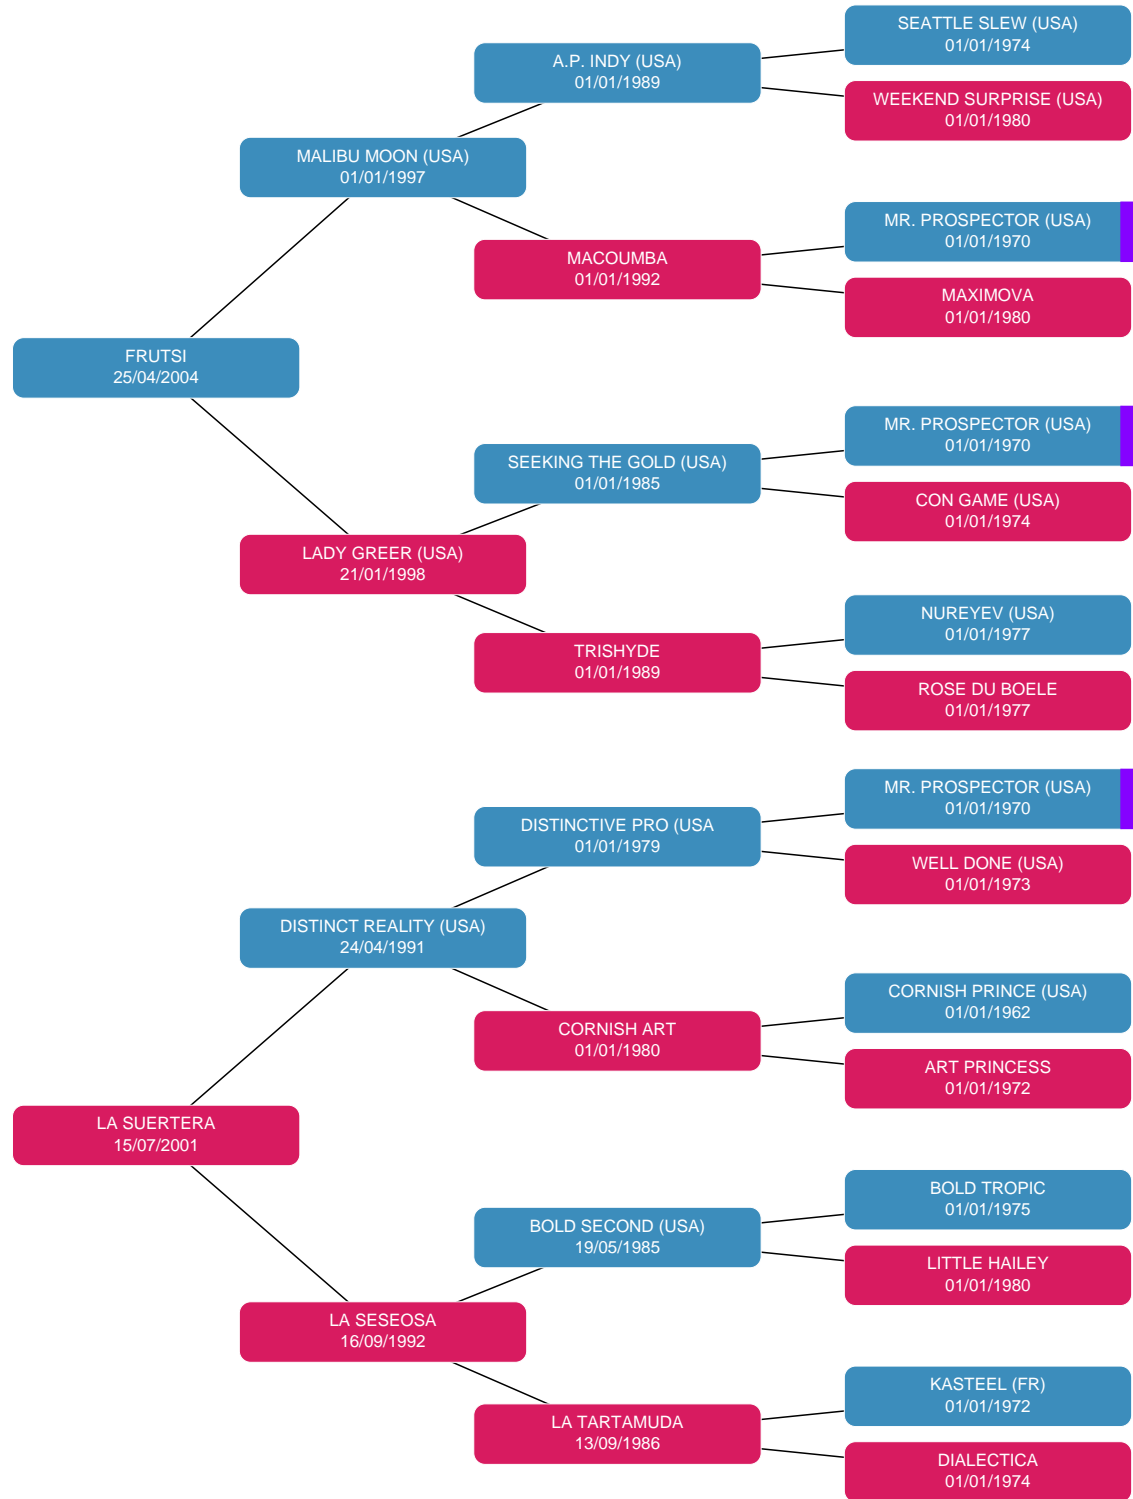 SEATTLE SLEW (USA)
01/01/1974
A.P. INDY (USA)
01/01/1989
WEEKEND SURPRISE (USA)
01/01/1980
MALIBU MOON (USA)
01/01/1997
MR. PROSPECTOR (USA)
01/01/1970
MACOUMBA
01/01/1992
MAXIMOVA
01/01/1980
FRUTSI
25/04/2004
MR. PROSPECTOR (USA)
01/01/1970
SEEKING THE GOLD (USA)
01/01/1985
CON GAME (USA)
01/01/1974
LADY GREER (USA)
21/01/1998
NUREYEV (USA)
01/01/1977
TRISHYDE
01/01/1989
ROSE DU BOELE
01/01/1977
MR. PROSPECTOR (USA)
01/01/1970
DISTINCTIVE PRO (USA
01/01/1979
WELL DONE (USA)
01/01/1973
DISTINCT REALITY (USA)
24/04/1991
CORNISH PRINCE (USA)
01/01/1962
CORNISH ART
01/01/1980
ART PRINCESS
01/01/1972
LA SUERTERA
15/07/2001
BOLD TROPIC
01/01/1975
BOLD SECOND (USA)
19/05/1985
LITTLE HAILEY
01/01/1980
LA SESEOSA
16/09/1992
KASTEEL (FR)
01/01/1972
LA TARTAMUDA
13/09/1986
DIALECTICA
01/01/1974